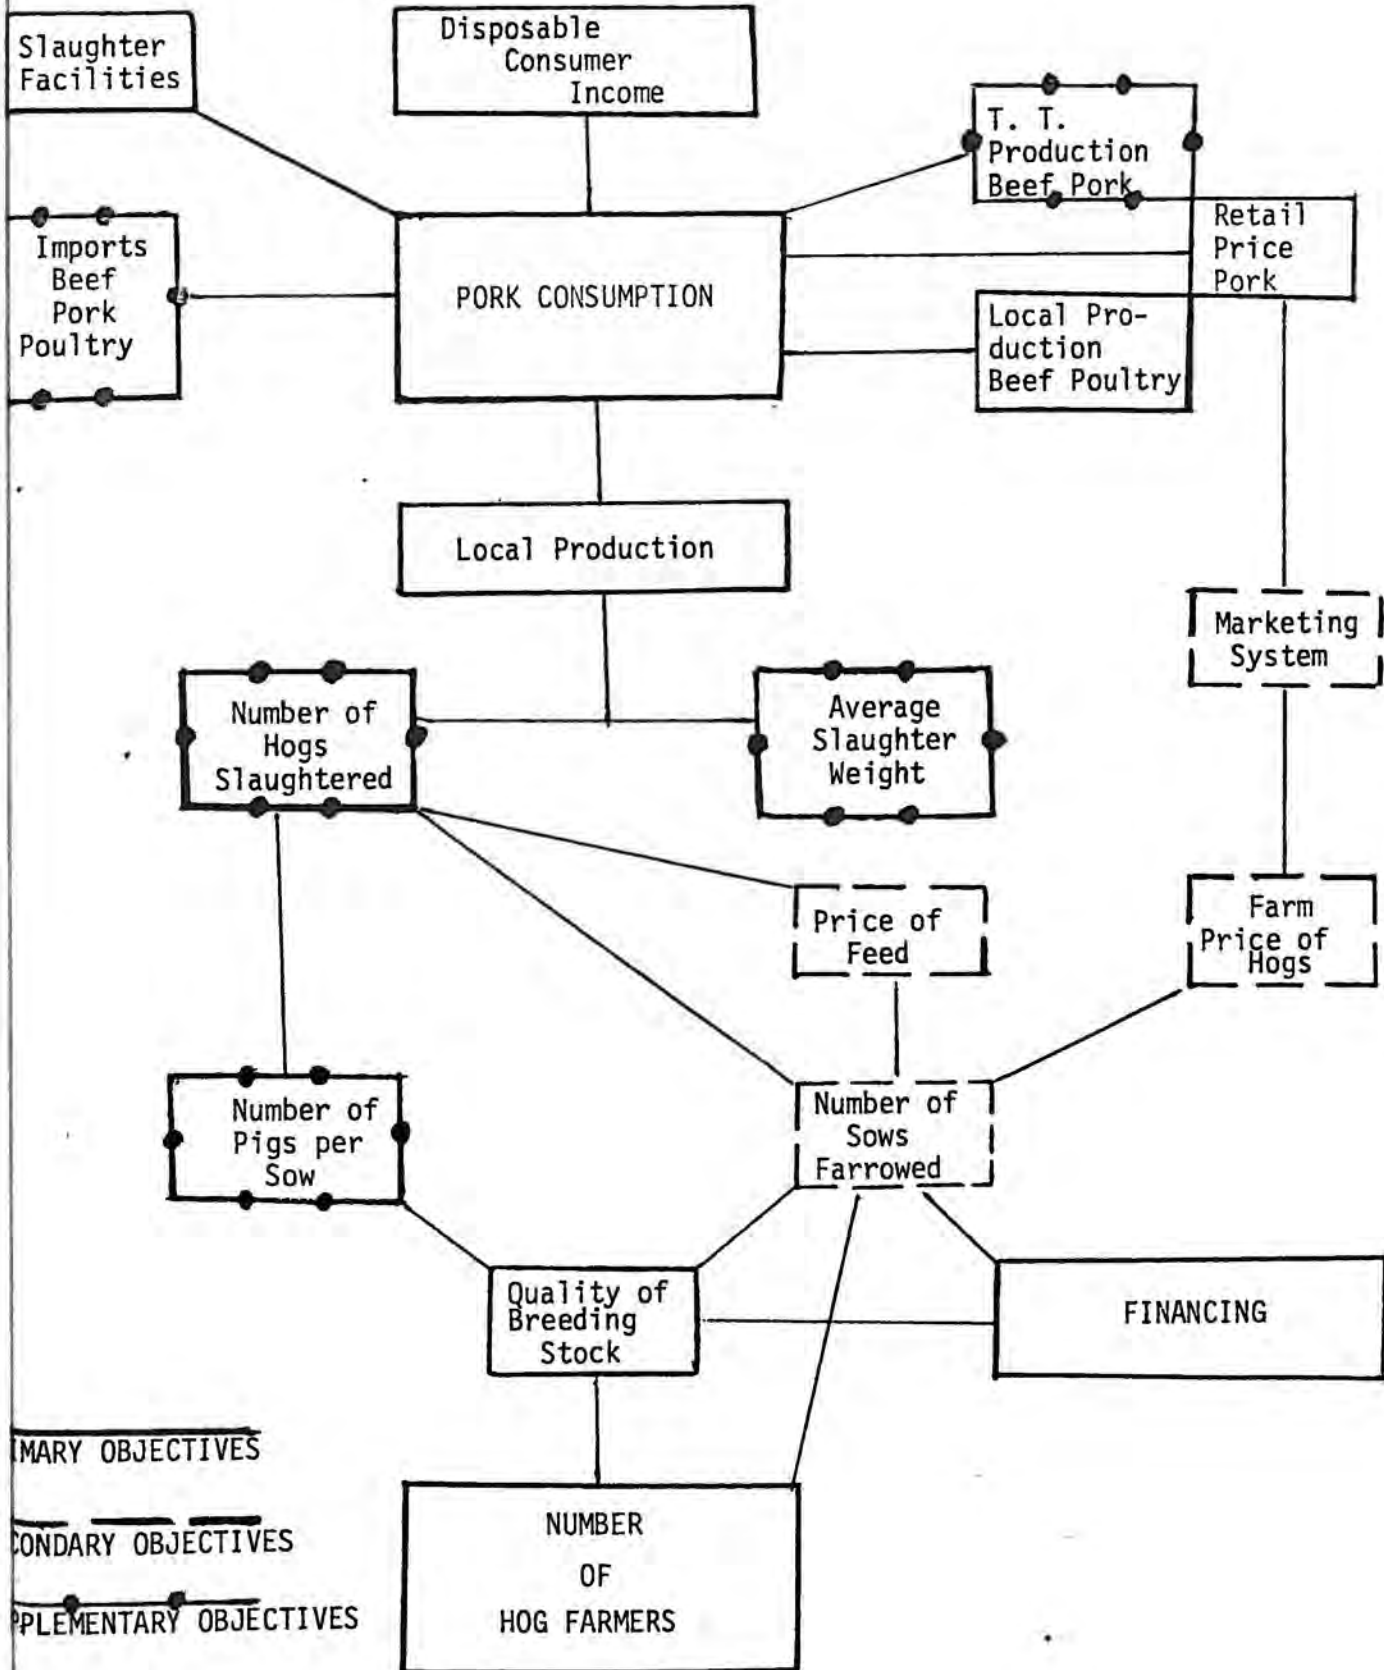 Slaughter
Facilities
Disposable
Consumer
Income
T. T.
Production
Beef Pork
Imports
Beef
Pork
Poultry
PORK CONSUMPTION
Retail
Price
Pork
Local Pro-
duction
Beef Poultry
Local Production
Marketing
System
Number of
Hogs
Slaughtered
Average
Slaughter
Weight
Price of
Feed
Farm
Price of
Hogs
Number of
Pigs per
Sow
Number of
Sows
Farrowed
Quality of
Breeding
Stock
FINANCING
IMARY OBJECTIVES
CONDARY OBJECTIVES
PPLEMENTARY OBJECTIVES
NUMBER
OF
HOG FARMERS